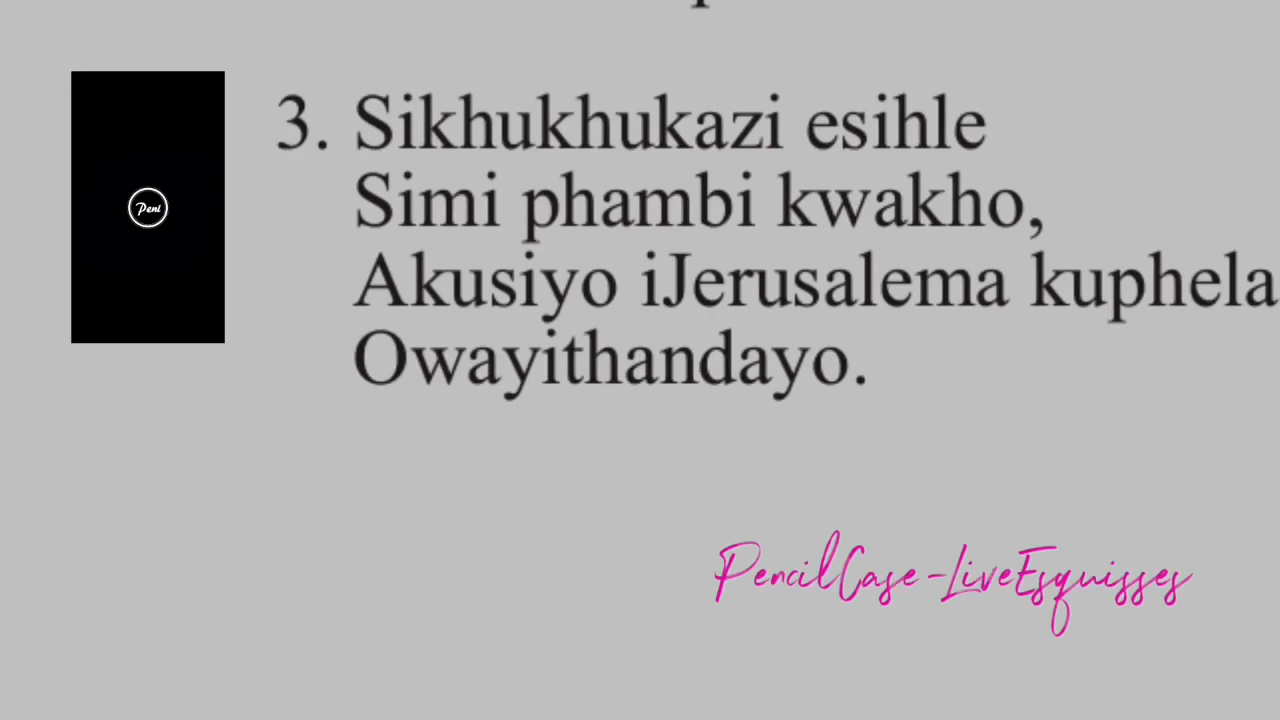 Peni
3. Sikhukhukazi esihle
Simi phambi kwakho,
Akusiyo iJerusalema kuphela
Owayithandayo.
PencilCase-LiveEsquisses